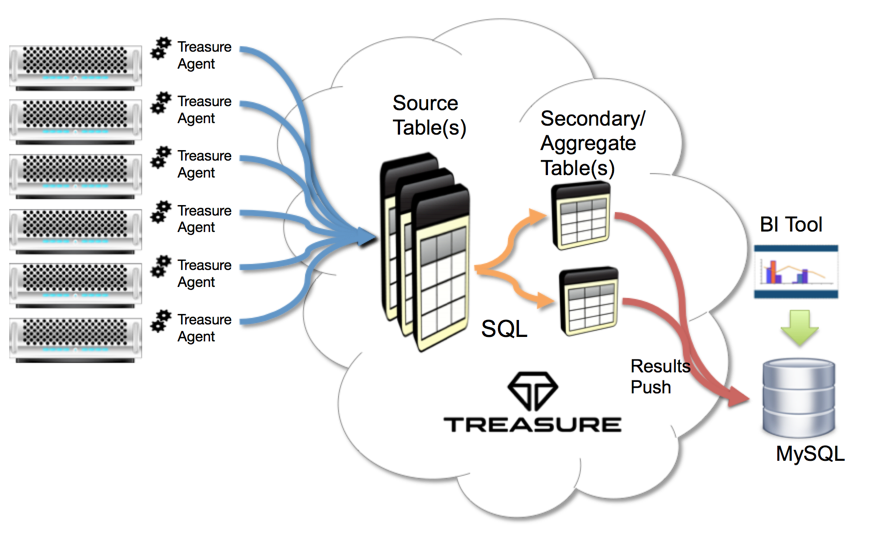 Treasure
Agent
Treasure
Agent
Treasure
Agent
Treasure
Agent
Treasure
Agent
Treasure
Agent
Source
Table(s)
Secondary/
Aggregate
Table(s)
SQL
Results
Push
TREASURE
BI Tool
MySQL